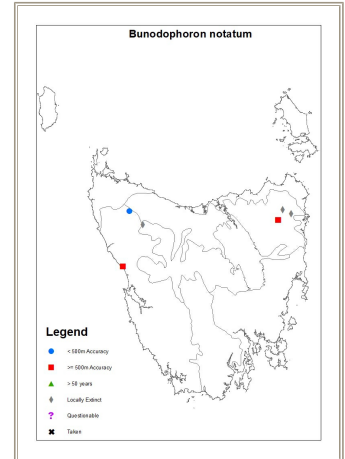 Bunodophoron notatum
Legend
< 500m Accuracy
>= 500m Accuracy
> 50 years
Locally Extinct
? Questionable
Taken